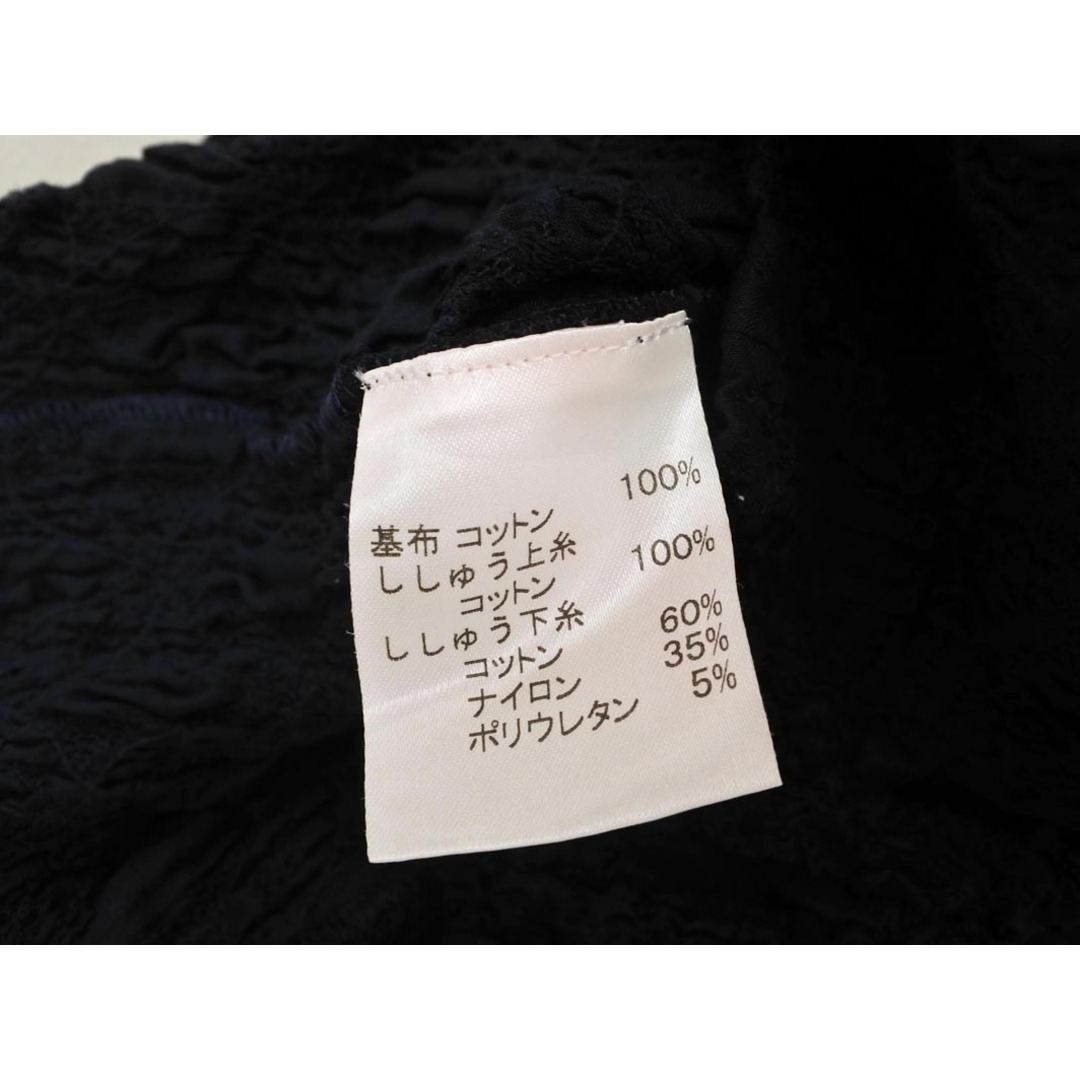 基布 コットン 100%
ししゅう上糸
コットン 100%
ししゅう下糸
コットン 60%
ナイロン 35%
ポリウレタン 5%